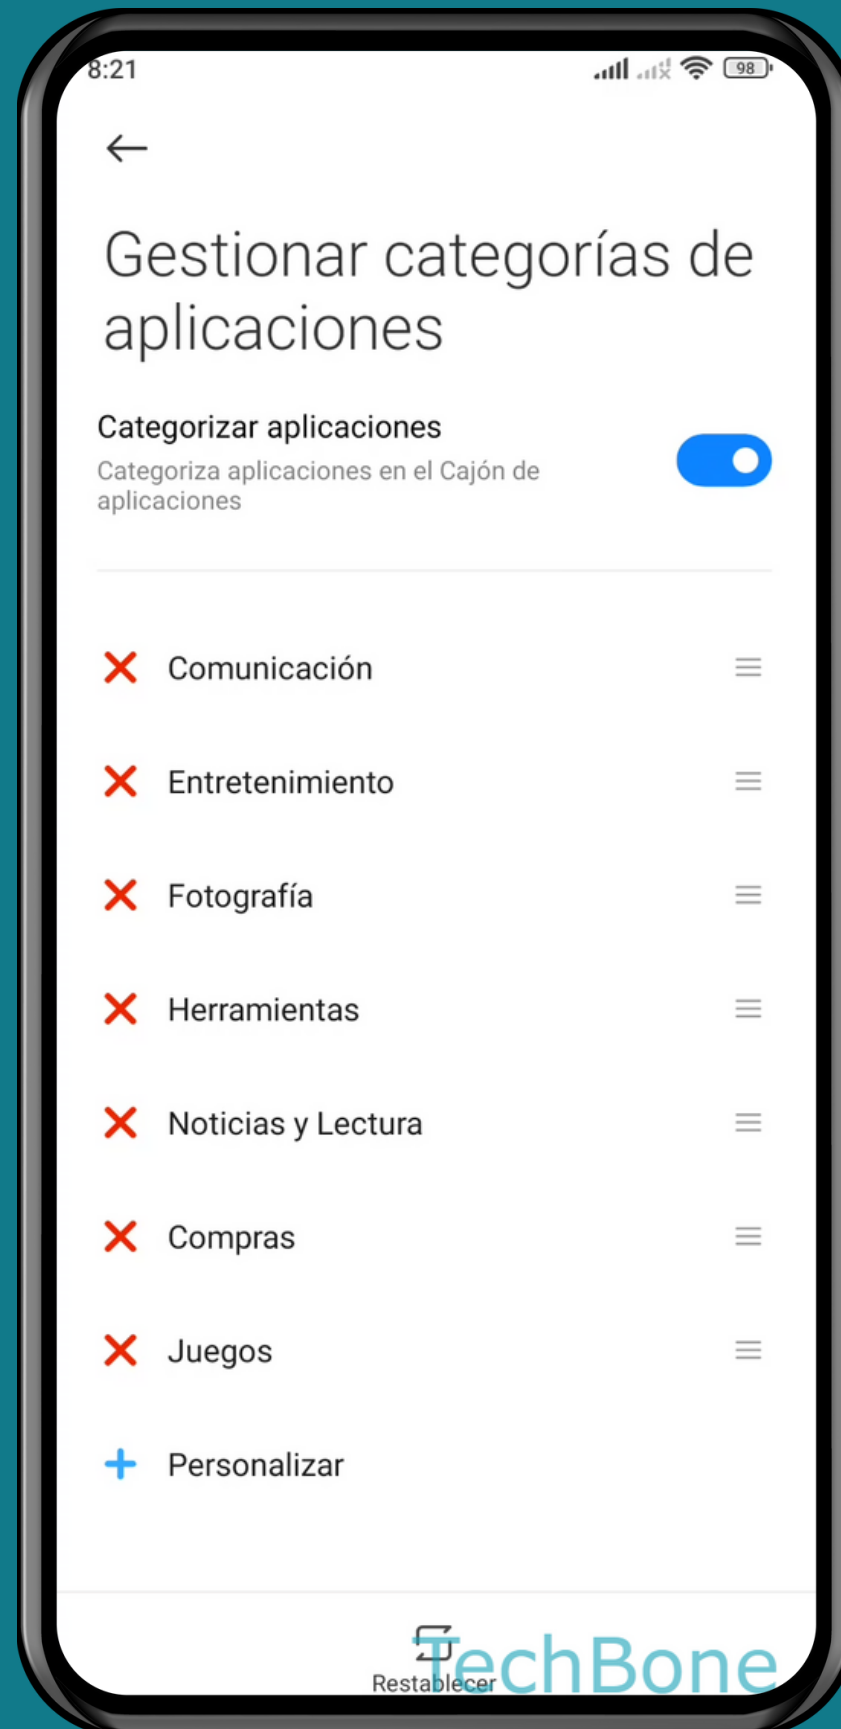 8:21
98
Gestionar categorías de
aplicaciones
Categorizar aplicaciones
Categoriza aplicaciones en el Cajón de
aplicaciones
Comunicación
Entretenimiento
Fotografía
Herramientas
Noticias y Lectura
Compras
Juegos
Personalizar
Restablecer
TechBone